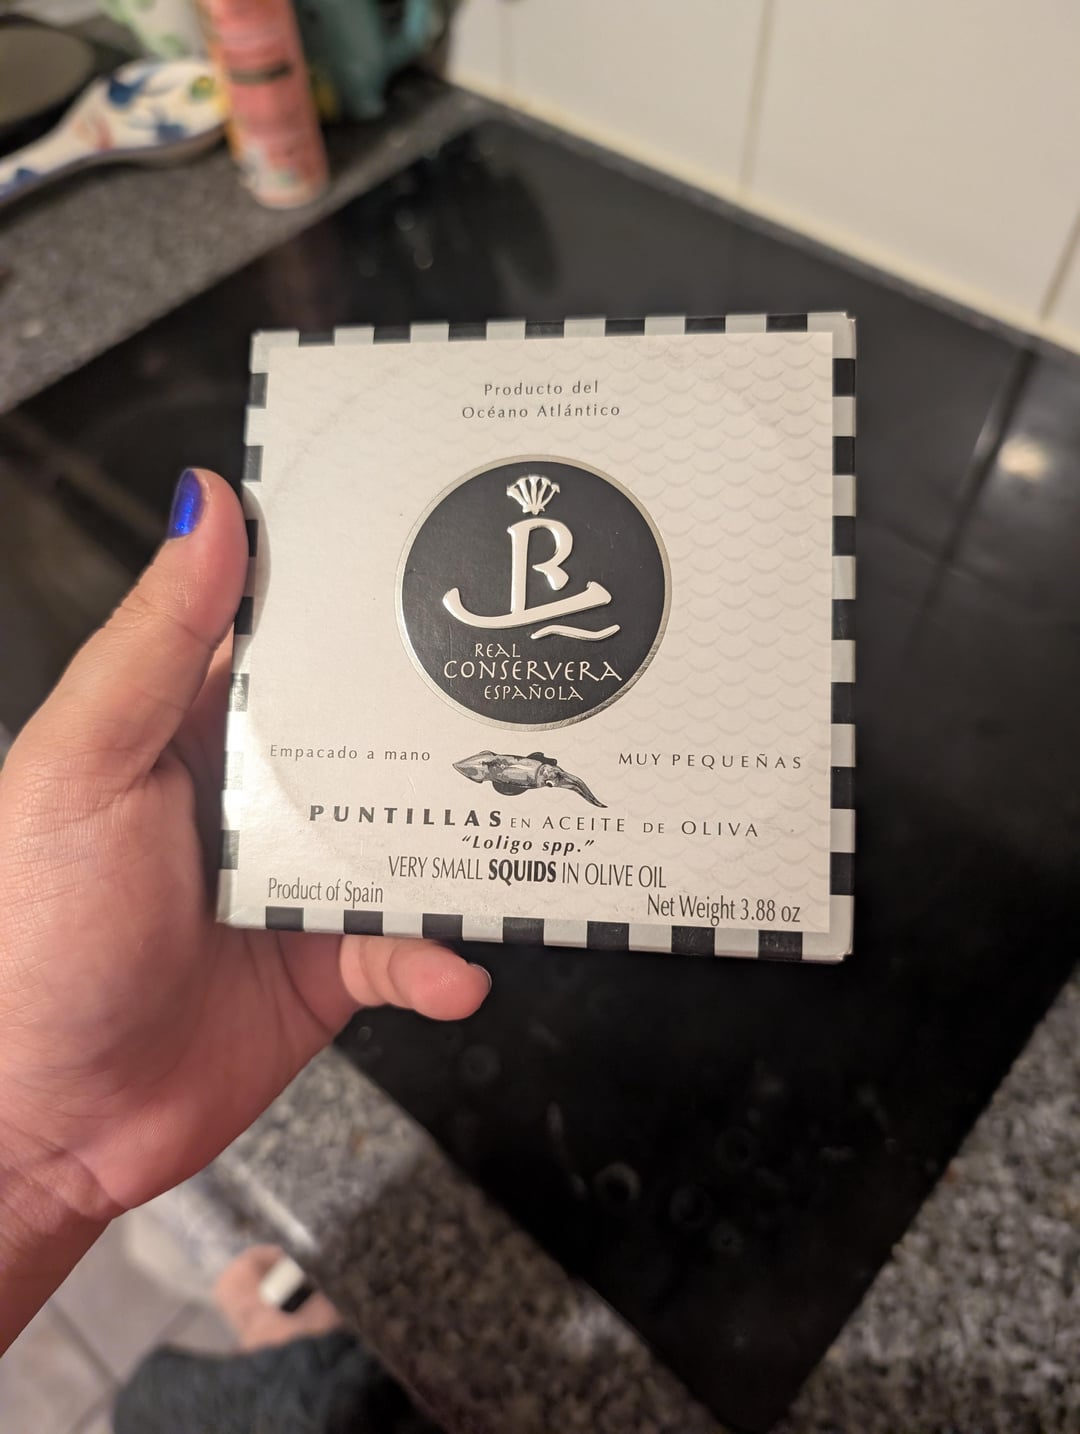 Producto del
Océano Atlántico
R
REAL
CONSERVERA
ESPAÑOLA
Empacado a mano
MUY PEQUEÑAS
PUNTILLAS EN ACEITE DE OLIVA
“Loligo spp.”
VERY SMALL SQUIDS IN OLIVE OIL
Product of Spain
Net Weight 3.88 oz